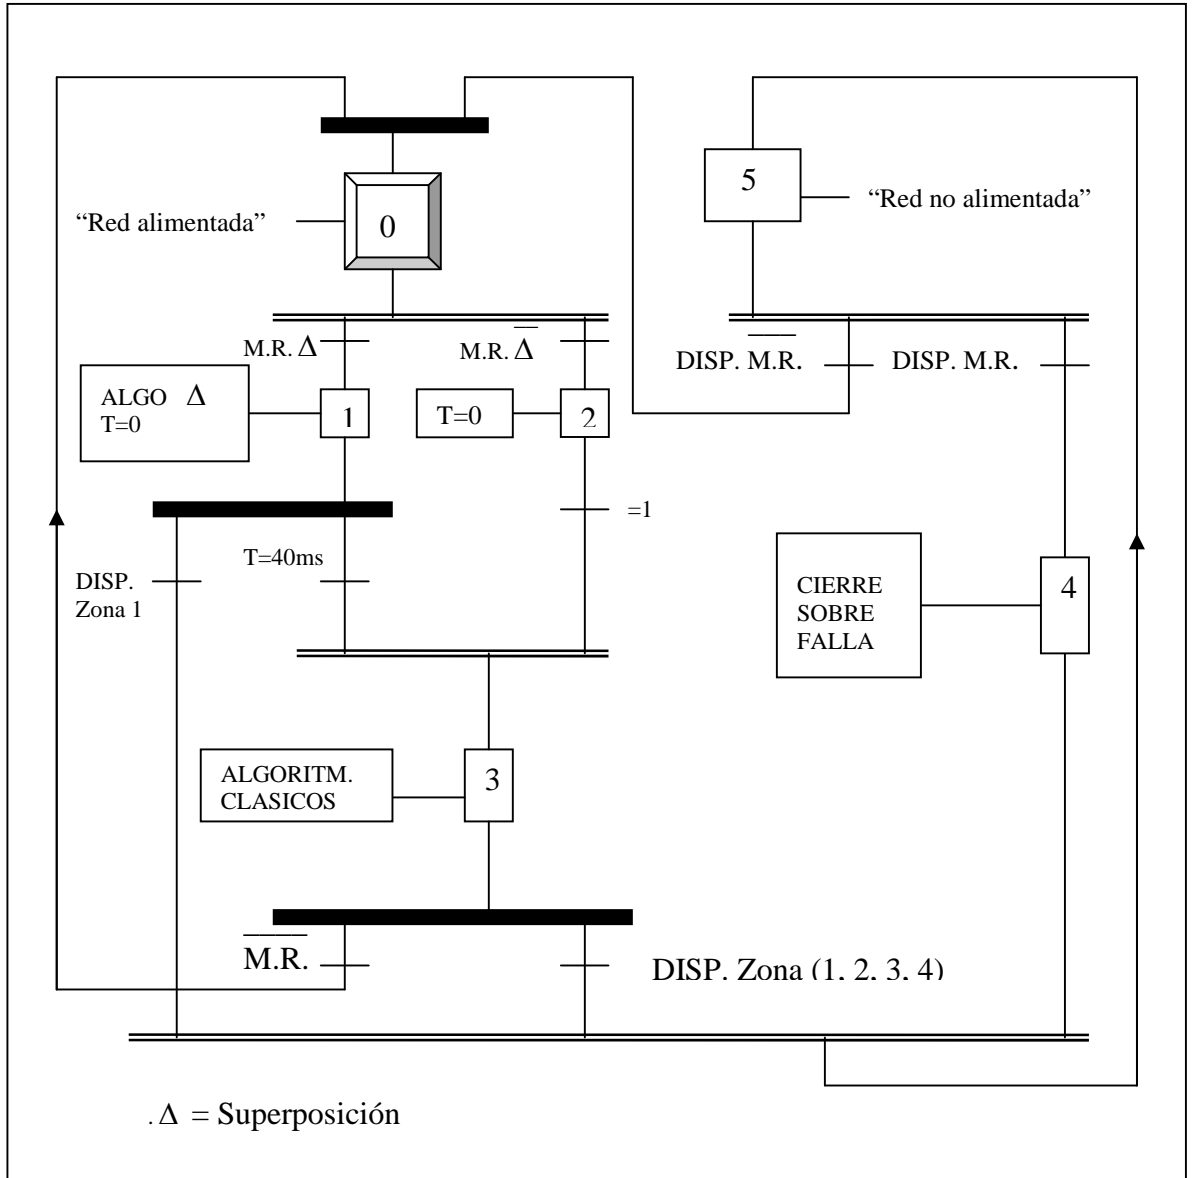 5
“Red alimentada”
0
“Red no alimentada”
M.R. Δ
M.R. Δ̅
DISP. M̅.R̅.
DISP. M.R.
ALGO Δ
T=0
1
T=0
2
=1
T=40ms
DISP.
Zona 1
CIERRE
SOBRE
FALLA
4
ALGORITM.
CLASICOS
3
M̅.R̅.
DISP. Zona (1, 2, 3, 4)
. Δ = Superposición